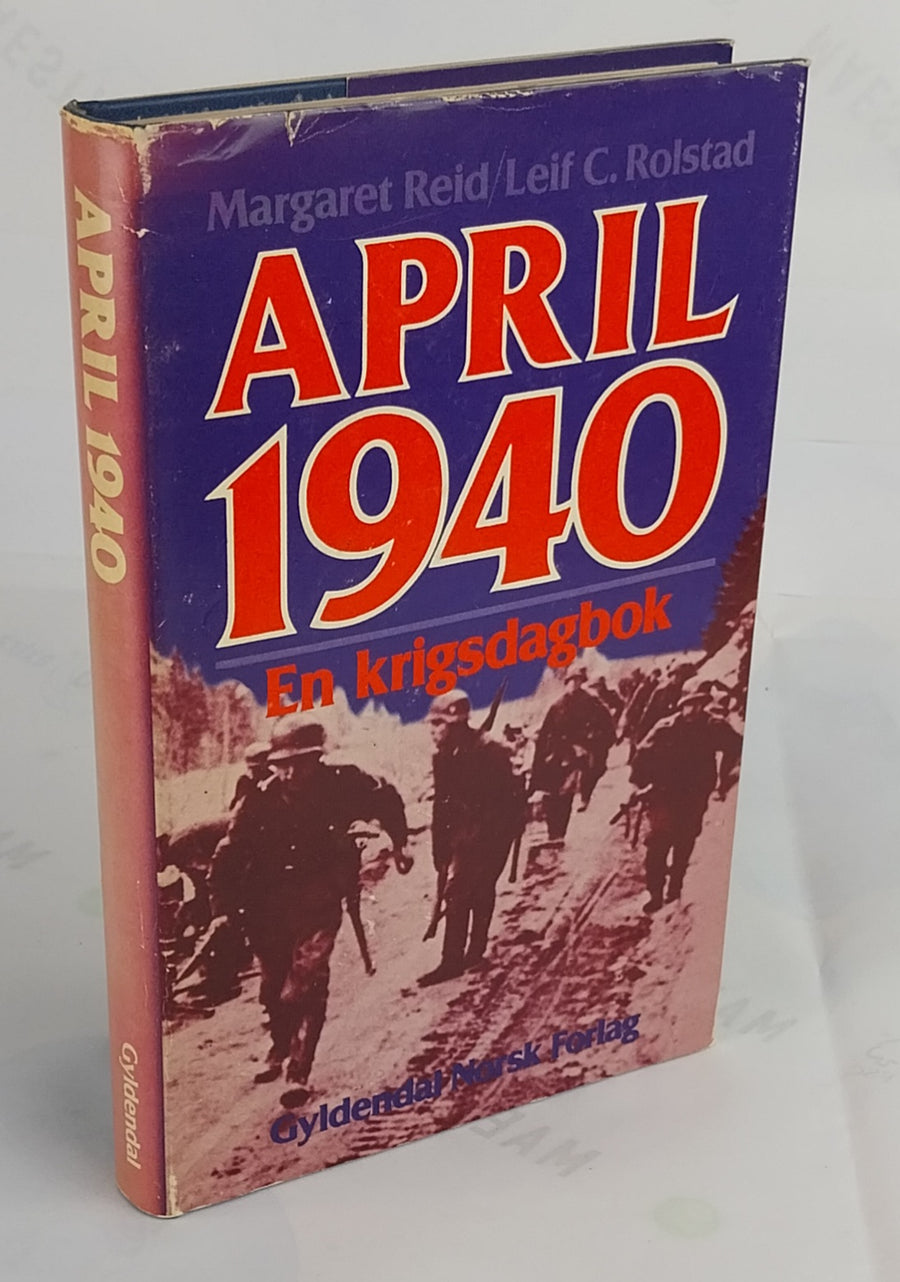 Margaret Reid/Leif C. Rolstad
APRIL
1940
En krigsdagbok
Gyldendal Norsk Forlag
APRIL 1940
Gyldendal